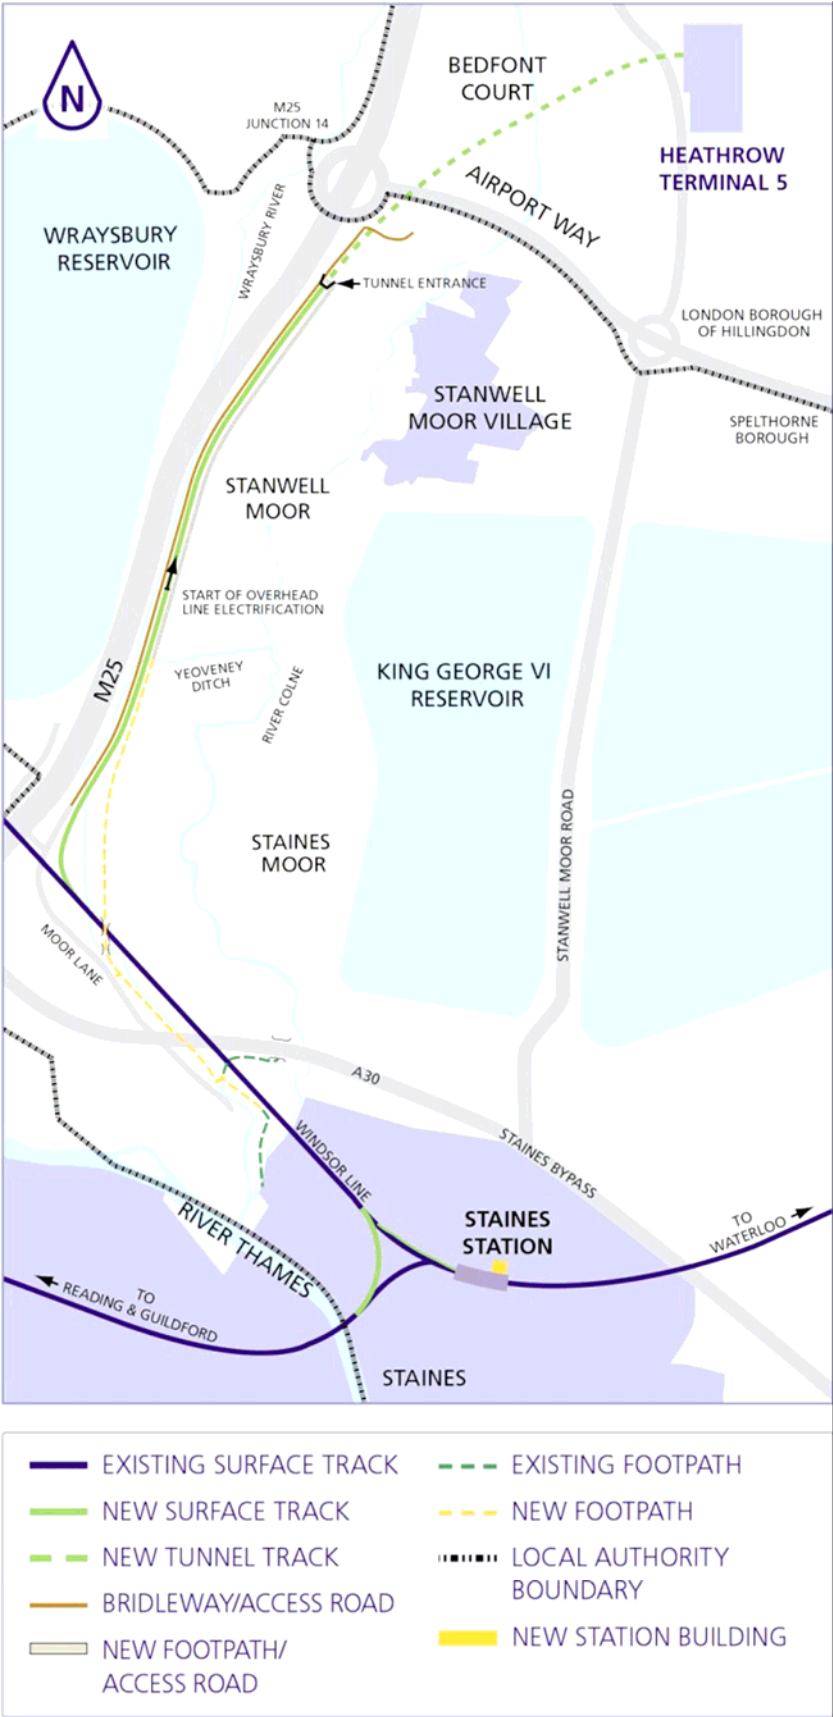 BEDFONT
COURT
N
M25
JUNCTION 14
HEATHROW
TERMINAL 5
AIRPORT WAY
WRAYSBURY
RESERVOIR
WRAYSBURY RIVER
TUNNEL ENTRANCE
LONDON BOROUGH
OF HILLINGDON
STANWELL
MOOR VILLAGE
SPELTHORNE
BOROUGH
STANWELL
MOOR
START OF OVERHEAD
LINE ELECTRIFICATION
M25
YEOVENEY
DITCH
RIVER COLNE
KING GEORGE VI
RESERVOIR
STAINES
MOOR
STANWELL MOOR ROAD
MOOR LANE
A30
WINDSOR LINE
STAINES BYPASS
RIVER THAMES
STAINES
STATION
TO
WATERLOO
TO
READING & GUILDFORD
STAINES
EXISTING SURFACE TRACK
NEW SURFACE TRACK
NEW TUNNEL TRACK
BRIDLEWAY/ACCESS ROAD
NEW FOOTPATH/
ACCESS ROAD
EXISTING FOOTPATH
NEW FOOTPATH
LOCAL AUTHORITY
BOUNDARY
NEW STATION BUILDING